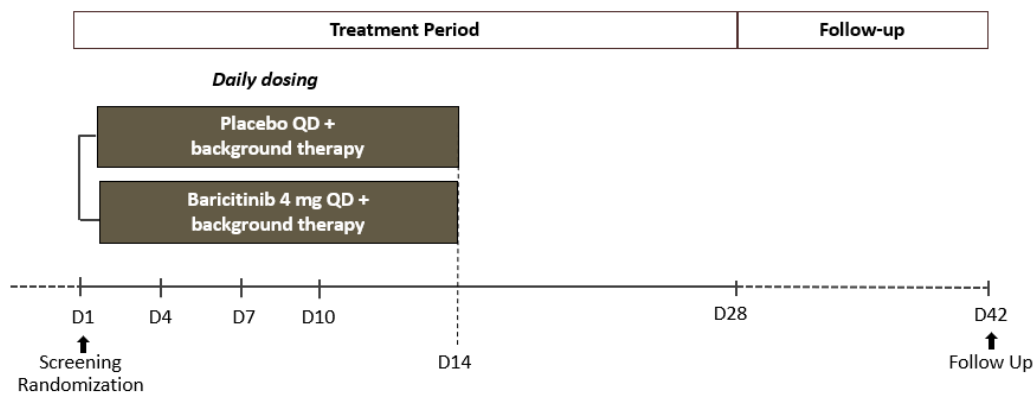 Treatment Period
Follow-up
Daily dosing
Placebo QD +
background therapy
Baricitinib 4 mg QD +
background therapy
D1
D4
D7
D10
D14
D28
D42
Screening
Randomization
Follow Up